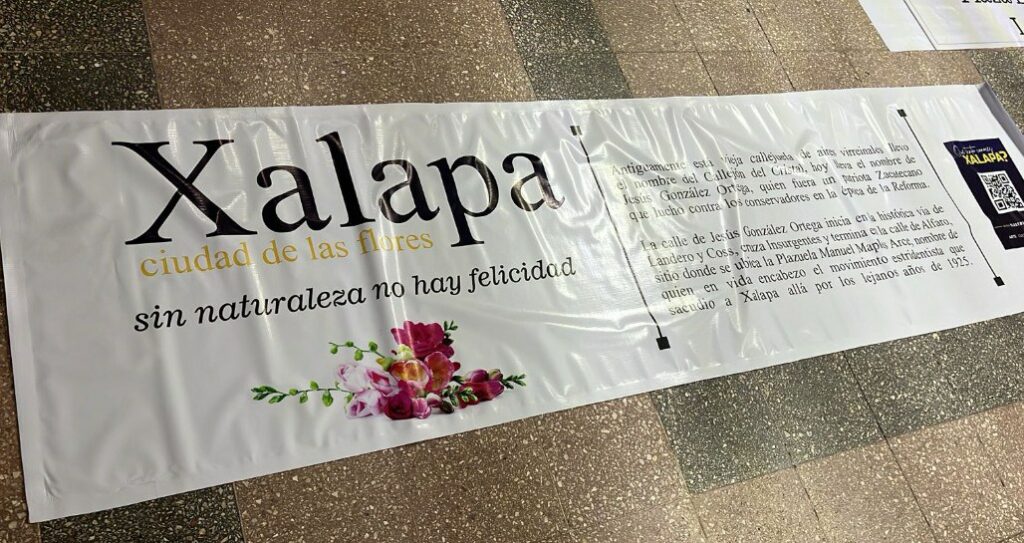 Xalapa
ciudad de las flores
sin naturaleza no hay felicidad
Antiguamente esta vieja callejuela de aires virreinales llevo
el nombre del Callejón del Cristal, hoy lleva el nombre de
Jesús González Ortega, quien fuera un patriota Zacatecano
que lucho contra los conservadores en la época de la Reforma.
La calle de Jesús González Ortega inicia en la histórica vía de
Landero y Coss, cruza Insurgentes y termina en la calle de Alfaro,
sitio donde se ubica la Plazuela Manuel Maples Arce, nombre de
quien en vida encabezo el movimiento estridentista que
sacudió a Xalapa allá por los lejanos años de 1925.
XALAPA?